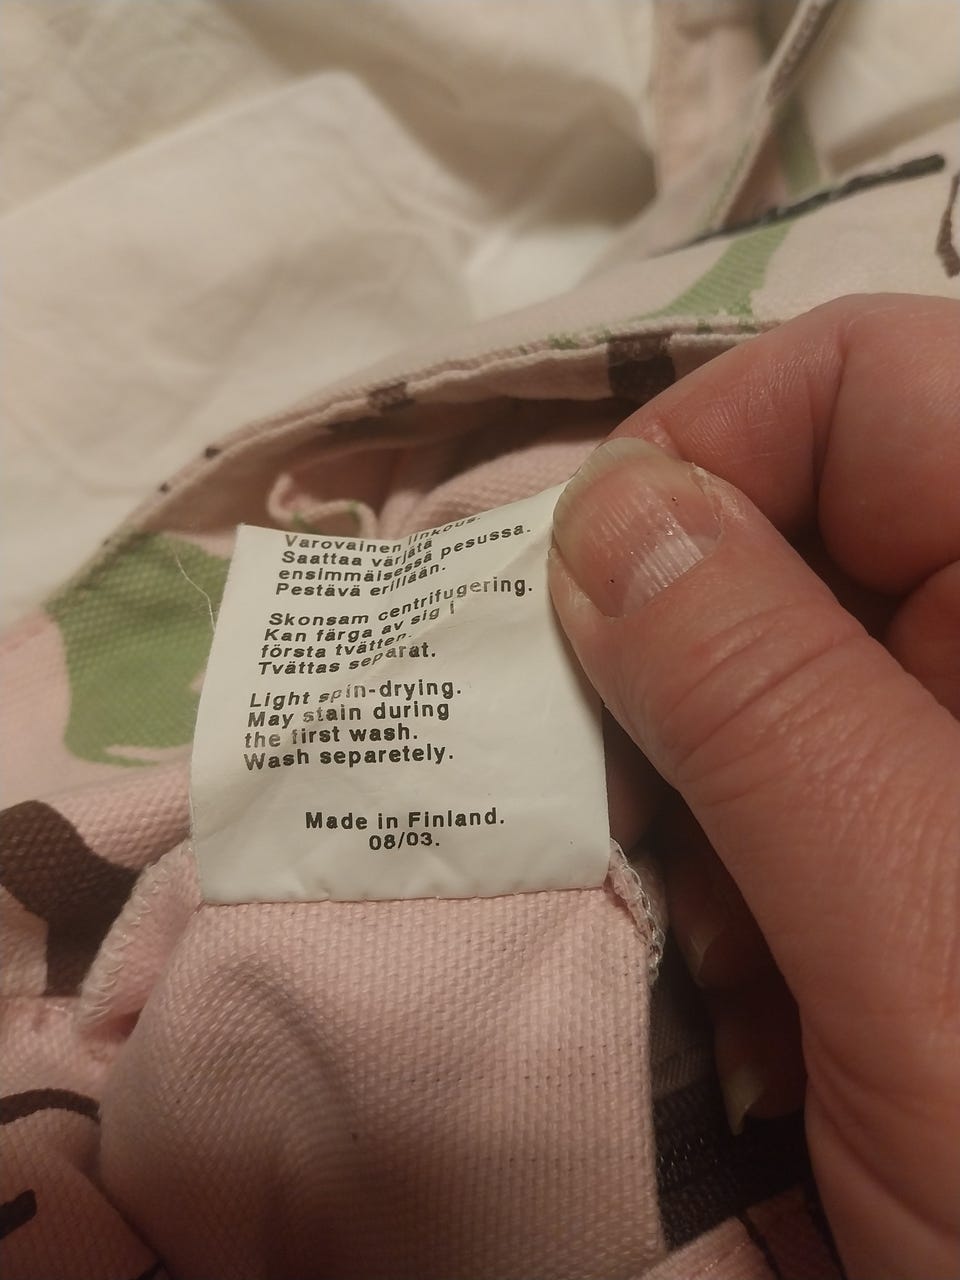 Varovainen linkous.
Saattaa värjätä
ensimmäisessä pesussa.
Pestävä erillään.
Skonsam centrifugering.
Kan färga av sig i
första tvätten.
Tvättas separat.
Light spin-drying.
May stain during
the first wash.
Wash separetely.
Made in Finland.
08/03.